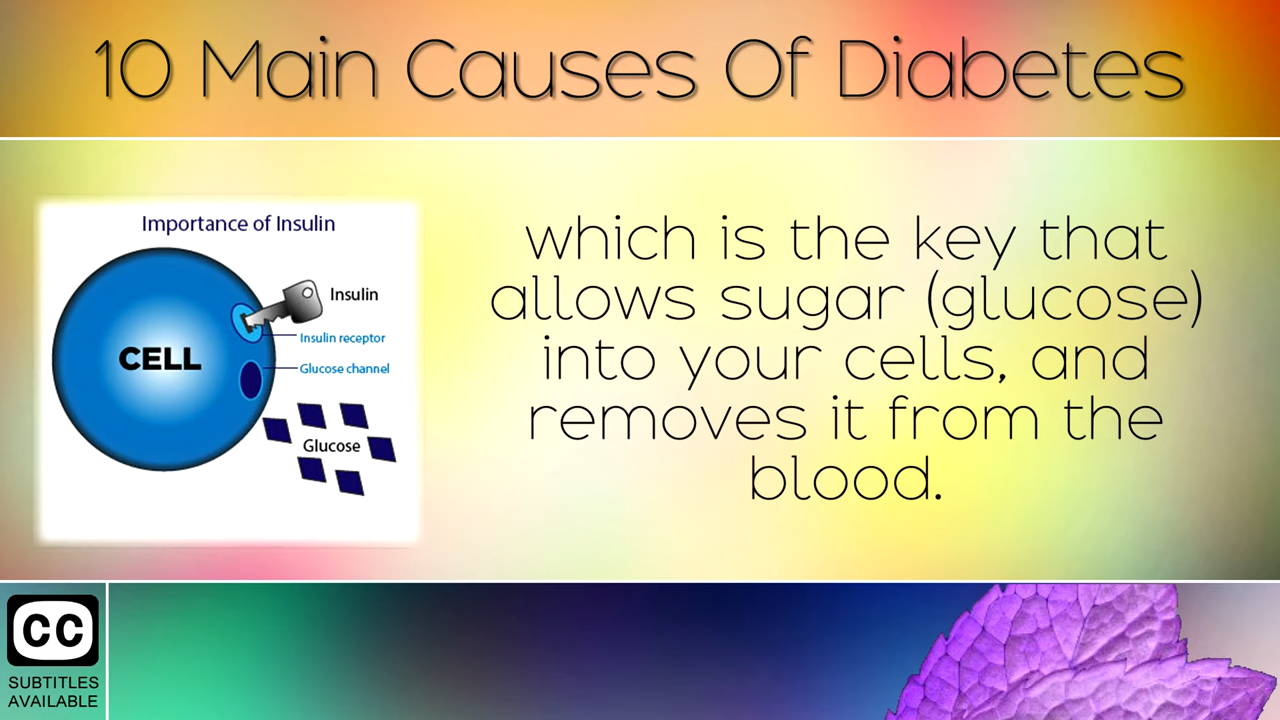 10 Main Causes Of Diabetes
Importance of Insulin
CELL
Insulin
Insulin receptor
Glucose channel
Glucose
which is the key that
allows sugar (glucose)
into your cells, and
removes it from the
blood.
CC
SUBTITLES
AVAILABLE